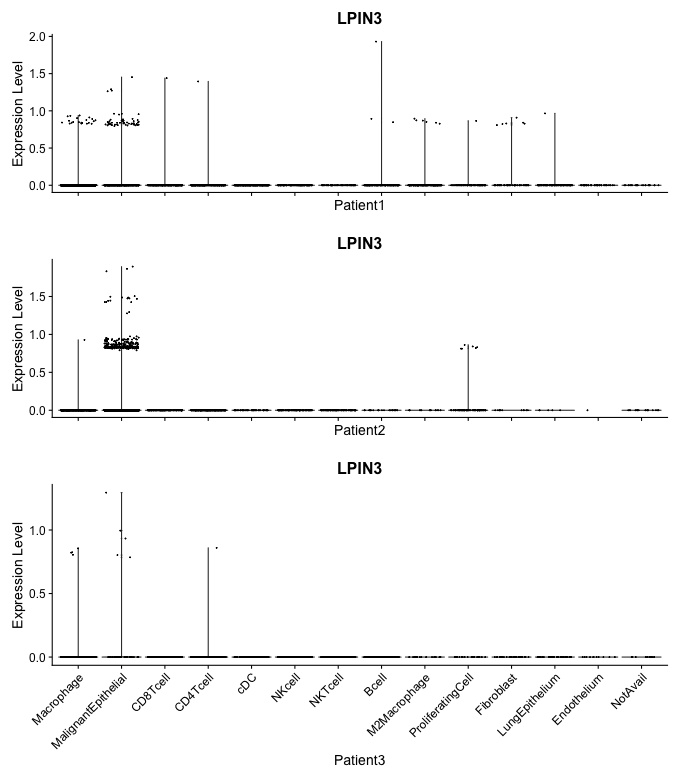 LPIN3
Expression Level
2.0
1.5
1.0
0.5
0.0
Patient1
LPIN3
Expression Level
1.5
1.0
0.5
0.0
Patient2
LPIN3
Expression Level
1.0
0.5
0.0
Macrophage
MalignantEpithelial
CD8Tcell
CD4Tcell
cDC
NKcell
NKTcell
Bcell
M2Macrophage
ProliferatingCell
Fibroblast
LungEpithelium
Endothelium
NotAvail
Patient3